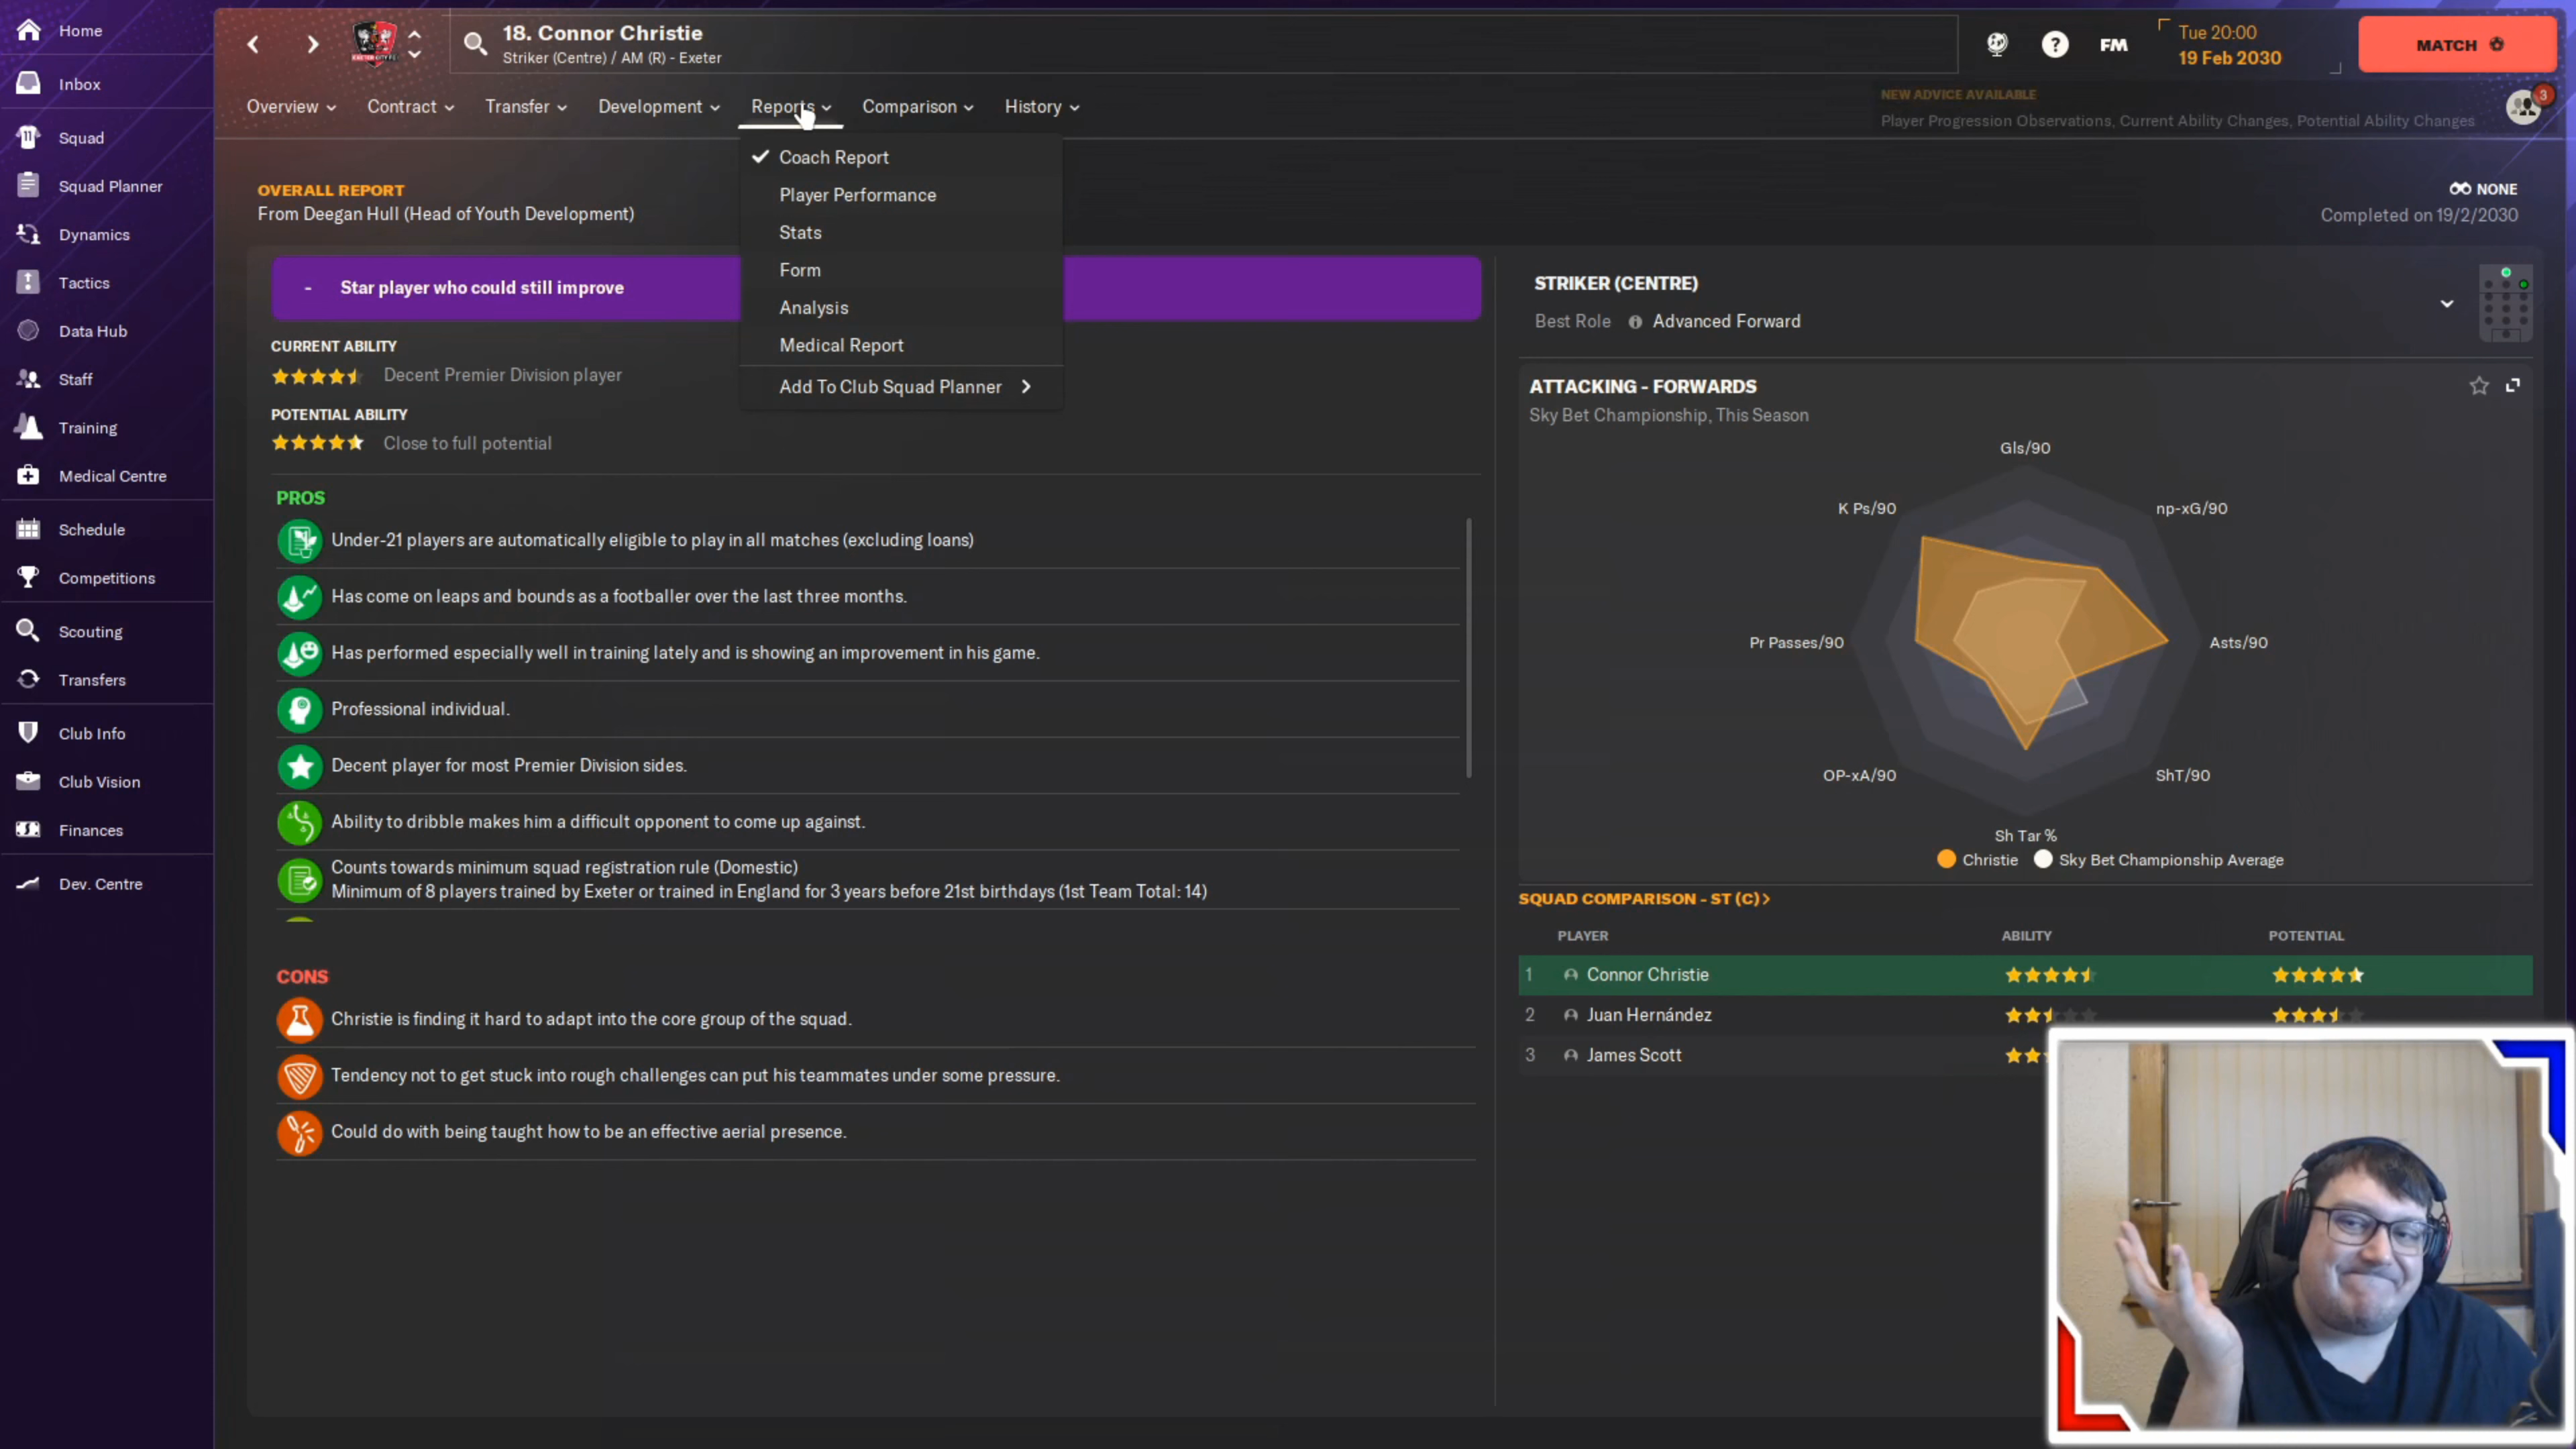 Home
Inbox
Squad
Squad Planner
Dynamics
Tactics
Data Hub
Staff
Training
Medical Centre
Schedule
Competitions
Scouting
Transfers
Club Info
Club Vision
Finances
Dev. Centre
18. Connor Christie
Striker (Centre) / AM (R) - Exeter
FM
Tue 20:00
19 Feb 2030
MATCH
Overview
Contract
Transfer
Development
Reports
Comparison
History
NEW ADVICE AVAILABLE
Player Progression Observations, Current Ability Changes, Potential Ability Changes
3
Coach Report
Player Performance
Stats
Form
Analysis
Medical Report
Add To Club Squad Planner
OVERALL REPORT
From Deegan Hull (Head of Youth Development)
NONE
Completed on 19/2/2030
- Star player who could still improve
CURRENT ABILITY
Decent Premier Division player
POTENTIAL ABILITY
Close to full potential
PROS
Under-21 players are automatically eligible to play in all matches (excluding loans)
Has come on leaps and bounds as a footballer over the last three months.
Has performed especially well in training lately and is showing an improvement in his game.
Professional individual.
Decent player for most Premier Division sides.
Ability to dribble makes him a difficult opponent to come up against.
Counts towards minimum squad registration rule (Domestic)
Minimum of 8 players trained by Exeter or trained in England for 3 years before 21st birthdays (1st Team Total: 14)
CONS
Christie is finding it hard to adapt into the core group of the squad.
Tendency not to get stuck into rough challenges can put his teammates under some pressure.
Could do with being taught how to be an effective aerial presence.
STRIKER (CENTRE)
Best Role Advanced Forward
ATTACKING - FORWARDS
Sky Bet Championship, This Season
Gls/90
K Ps/90
np-xG/90
Pr Passes/90
Asts/90
OP-xA/90
ShT/90
Sh Tar %
Christie
Sky Bet Championship Average
SQUAD COMPARISON - ST (C)
PLAYER ABILITY POTENTIAL
1 Connor Christie
2 Juan Hernández
3 James Scott